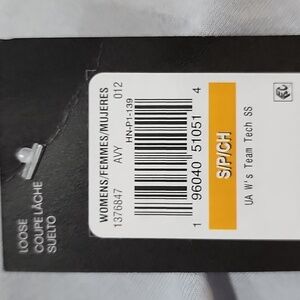 LOOSE
COUPE LÂCHE
SUELTO
WOMENS/FEMMES/MUJERES
1376847 AVY 012
HN-P1-139
1 96040 51051 4
S/P/CH
UA W's Team Tech SS